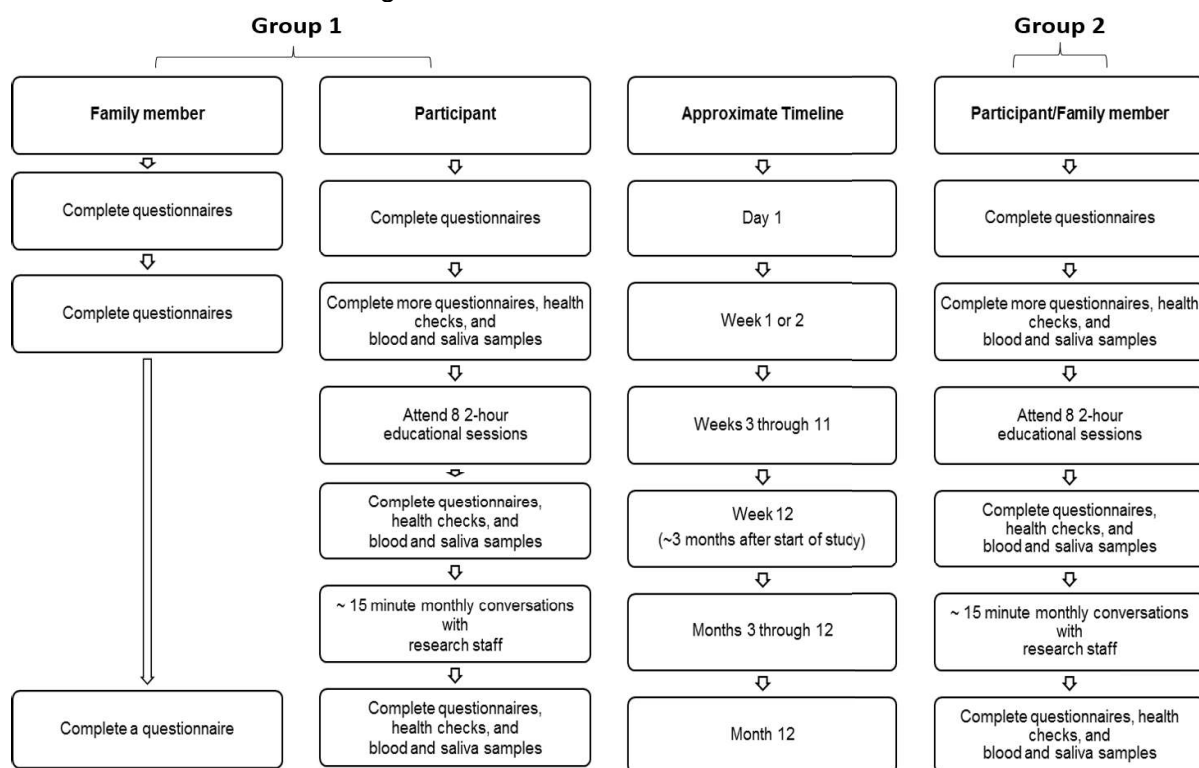 Group 1
Group 2
Family member
Participant
Approximate Timeline
Participant/Family member
Complete questionnaires
Complete questionnaires
Day 1
Complete questionnaires
Complete questionnaires
Complete more questionnaires, health
checks, and
blood and saliva samples
Week 1 or 2
Complete more questionnaires, health
checks, and
blood and saliva samples
Attend 8 2-hour
educational sessions
Weeks 3 through 11
Attend 8 2-hour
educational sessions
Complete questionnaires,
health checks, and
blood and saliva samples
Week 12
(~3 months after start of study)
Complete questionnaires,
health checks, and
blood and saliva samples
~ 15 minute monthly conversations
with
research staff
Months 3 through 12
~ 15 minute monthly conversations
with
research staff
Complete a questionnaire
Complete questionnaires,
health checks, and
blood and saliva samples
Month 12
Complete questionnaires, health
checks, and
blood and saliva samples